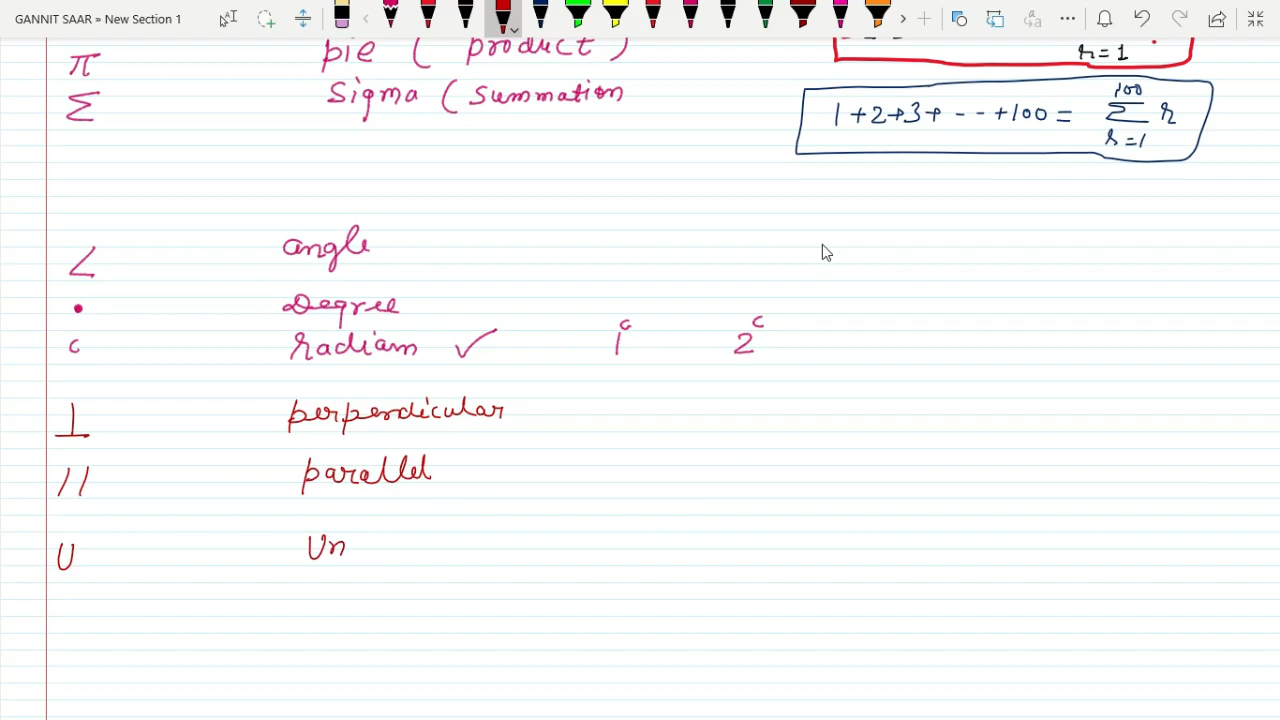 GANNIT SAAR » New Section 1
π pie ( product )
r=1
Σ Sigma ( summation
1+2+3+ - - - +100 = 100 Σ r=1 r
∠ angle
• Degree
c radian ✓ 1ᶜ 2ᶜ
⊥ perpendicular
// parallel
U Un